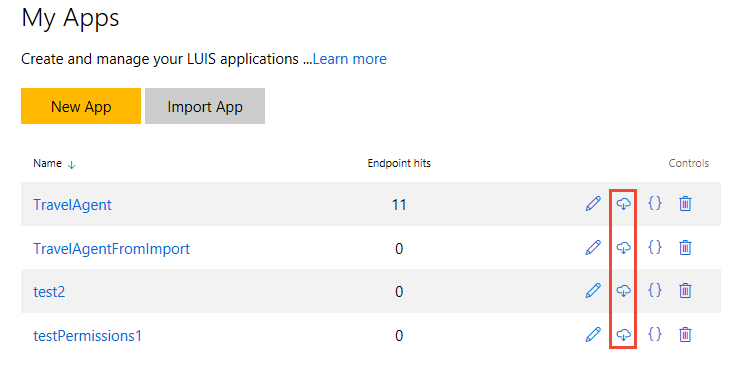 My Apps
Create and manage your LUIS applications ...Learn more
New App Import App
Name ↓ Endpoint hits Controls
TravelAgent 11 {}
TravelAgentFromImport 0 {}
test2 0 {}
testPermissions1 0 {}